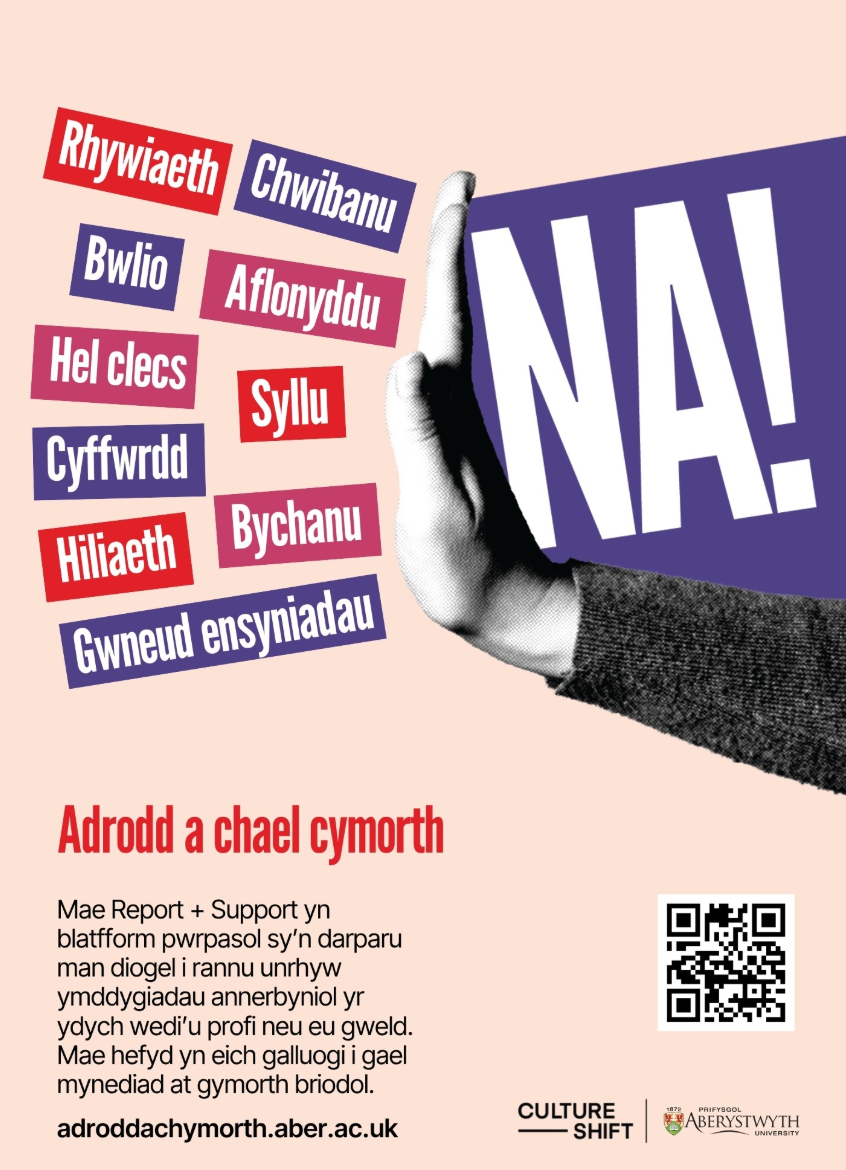 Rhywiaeth
Chwibanu
Bwlio
Aflonyddu
Hel clecs
Syllu
Cyffwrdd
Bychanu
Hiliaeth
Gwneud ensyniadau
NA!
Adrodd a chael cymorth
Mae Report + Support yn
blatfform pwrpasol sy'n darparu
man diogel i rannu unrhyw
ymddygiadau annerbyniol yr
ydych wedi'u profi neu eu gweld.
Mae hefyd yn eich galluogi i gael
mynediad at gymorth briodol.
adroddachymorth.aber.ac.uk
CULTURE
SHIFT
1872
PRIFYSGOL
ABERYSTWYTH
UNIVERSITY